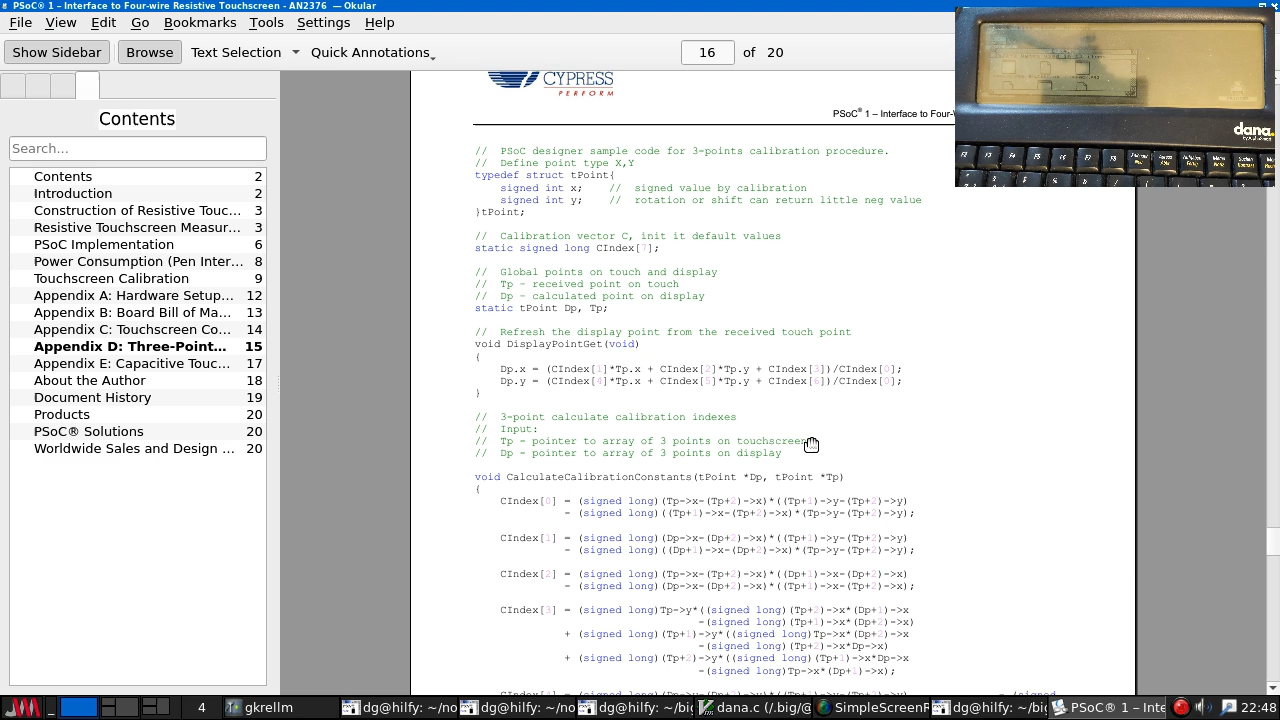 PSoC® 1 – Interface to Four-wire Resistive Touchscreen - AN2376 — Okular
File View Edit Go Bookmarks Tools Settings Help
Show Sidebar Browse Text Selection Quick Annotations 16 of 20
Contents
Search...
Contents 2
Introduction 2
Construction of Resistive Touc... 3
Resistive Touchscreen Measur... 3
PSoC Implementation 6
Power Consumption (Pen Inter... 8
Touchscreen Calibration 9
Appendix A: Hardware Setup... 12
Appendix B: Board Bill of Ma... 13
Appendix C: Touchscreen Co... 14
Appendix D: Three-Point... 15
Appendix E: Capacitive Touc... 17
About the Author 18
Document History 19
Products 20
PSoC® Solutions 20
Worldwide Sales and Design ... 20
CYPRESS
PERFORM
PSoC® 1 – Interface to Four-
dana
// PSoC designer sample code for 3-points calibration procedure.
// Define point type X,Y
typedef struct tPoint{
signed int x; // signed value by calibration
signed int y; // rotation or shift can return little neg value
}tPoint;
// Calibration vector C, init it default values
static signed long CIndex[7];
// Global points on touch and display
// Tp - received point on touch
// Dp - calculated point on display
static tPoint Dp, Tp;
// Refresh the display point from the received touch point
void DisplayPointGet(void)
{
Dp.x = (CIndex[1]*Tp.x + CIndex[2]*Tp.y + CIndex[3])/CIndex[0];
Dp.y = (CIndex[4]*Tp.x + CIndex[5]*Tp.y + CIndex[6])/CIndex[0];
}
// 3-point calculate calibration indexes
// Input:
// Tp - pointer to array of 3 points on touchscreen
// Dp - pointer to array of 3 points on display
void CalculateCalibrationConstants(tPoint *Dp, tPoint *Tp)
{
CIndex[0] = (signed long)(Tp->x-(Tp+2)->x)*((Tp+1)->y-(Tp+2)->y)
- (signed long)((Tp+1)->x-(Tp+2)->x)*(Tp->y-(Tp+2)->y);
CIndex[1] = (signed long)(Dp->x-(Dp+2)->x)*((Tp+1)->y-(Tp+2)->y)
- (signed long)((Dp+1)->x-(Dp+2)->x)*(Tp->y-(Tp+2)->y);
CIndex[2] = (signed long)(Tp->x-(Tp+2)->x)*((Dp+1)->x-(Dp+2)->x)
- (signed long)(Dp->x-(Dp+2)->x)*((Tp+1)->x-(Tp+2)->x);
CIndex[3] = (signed long)Tp->y*((signed long)(Tp+2)->x*(Dp+1)->x
-(signed long)(Tp+1)->x*(Dp+2)->x)
+ (signed long)(Tp+1)->y*((signed long)Tp->x*(Dp+2)->x
-(signed long)(Tp+2)->x*Dp->x)
+ (signed long)(Tp+2)->y*((signed long)(Tp+1)->x*Dp->x
-(signed long)Tp->x*(Dp+1)->x);
4 gkrellm dg@hilfy: ~/no dg@hilfy: ~/no dg@hilfy: ~/big dana.c (/.big/@ SimpleScreenR dg@hilfy: ~/big PSoC® 1 – Inte 22:48